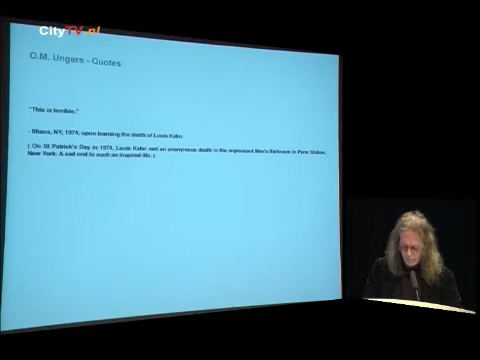 CityTV.nl
O.M. Ungers - Quotes
"This is terrible."
- Ithaca, NY, 1974, upon learning the death of Louis Kahn.
( On St Patrick's Day in 1974, Louis Kahn met an anonymous death in the unpleasant Men's Bathroom in Penn Station,
New York. A sad end to such an inspired life. )